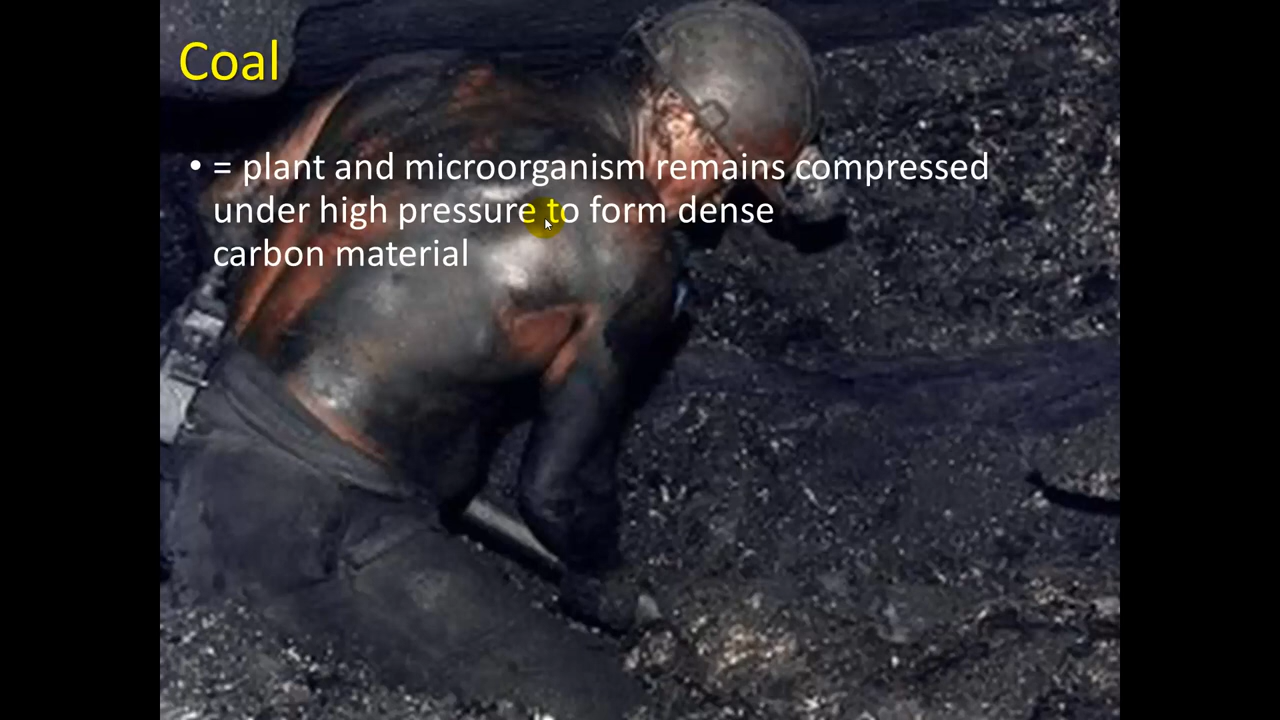 Coal
• = plant and microorganism remains compressed
under high pressure to form dense
carbon material